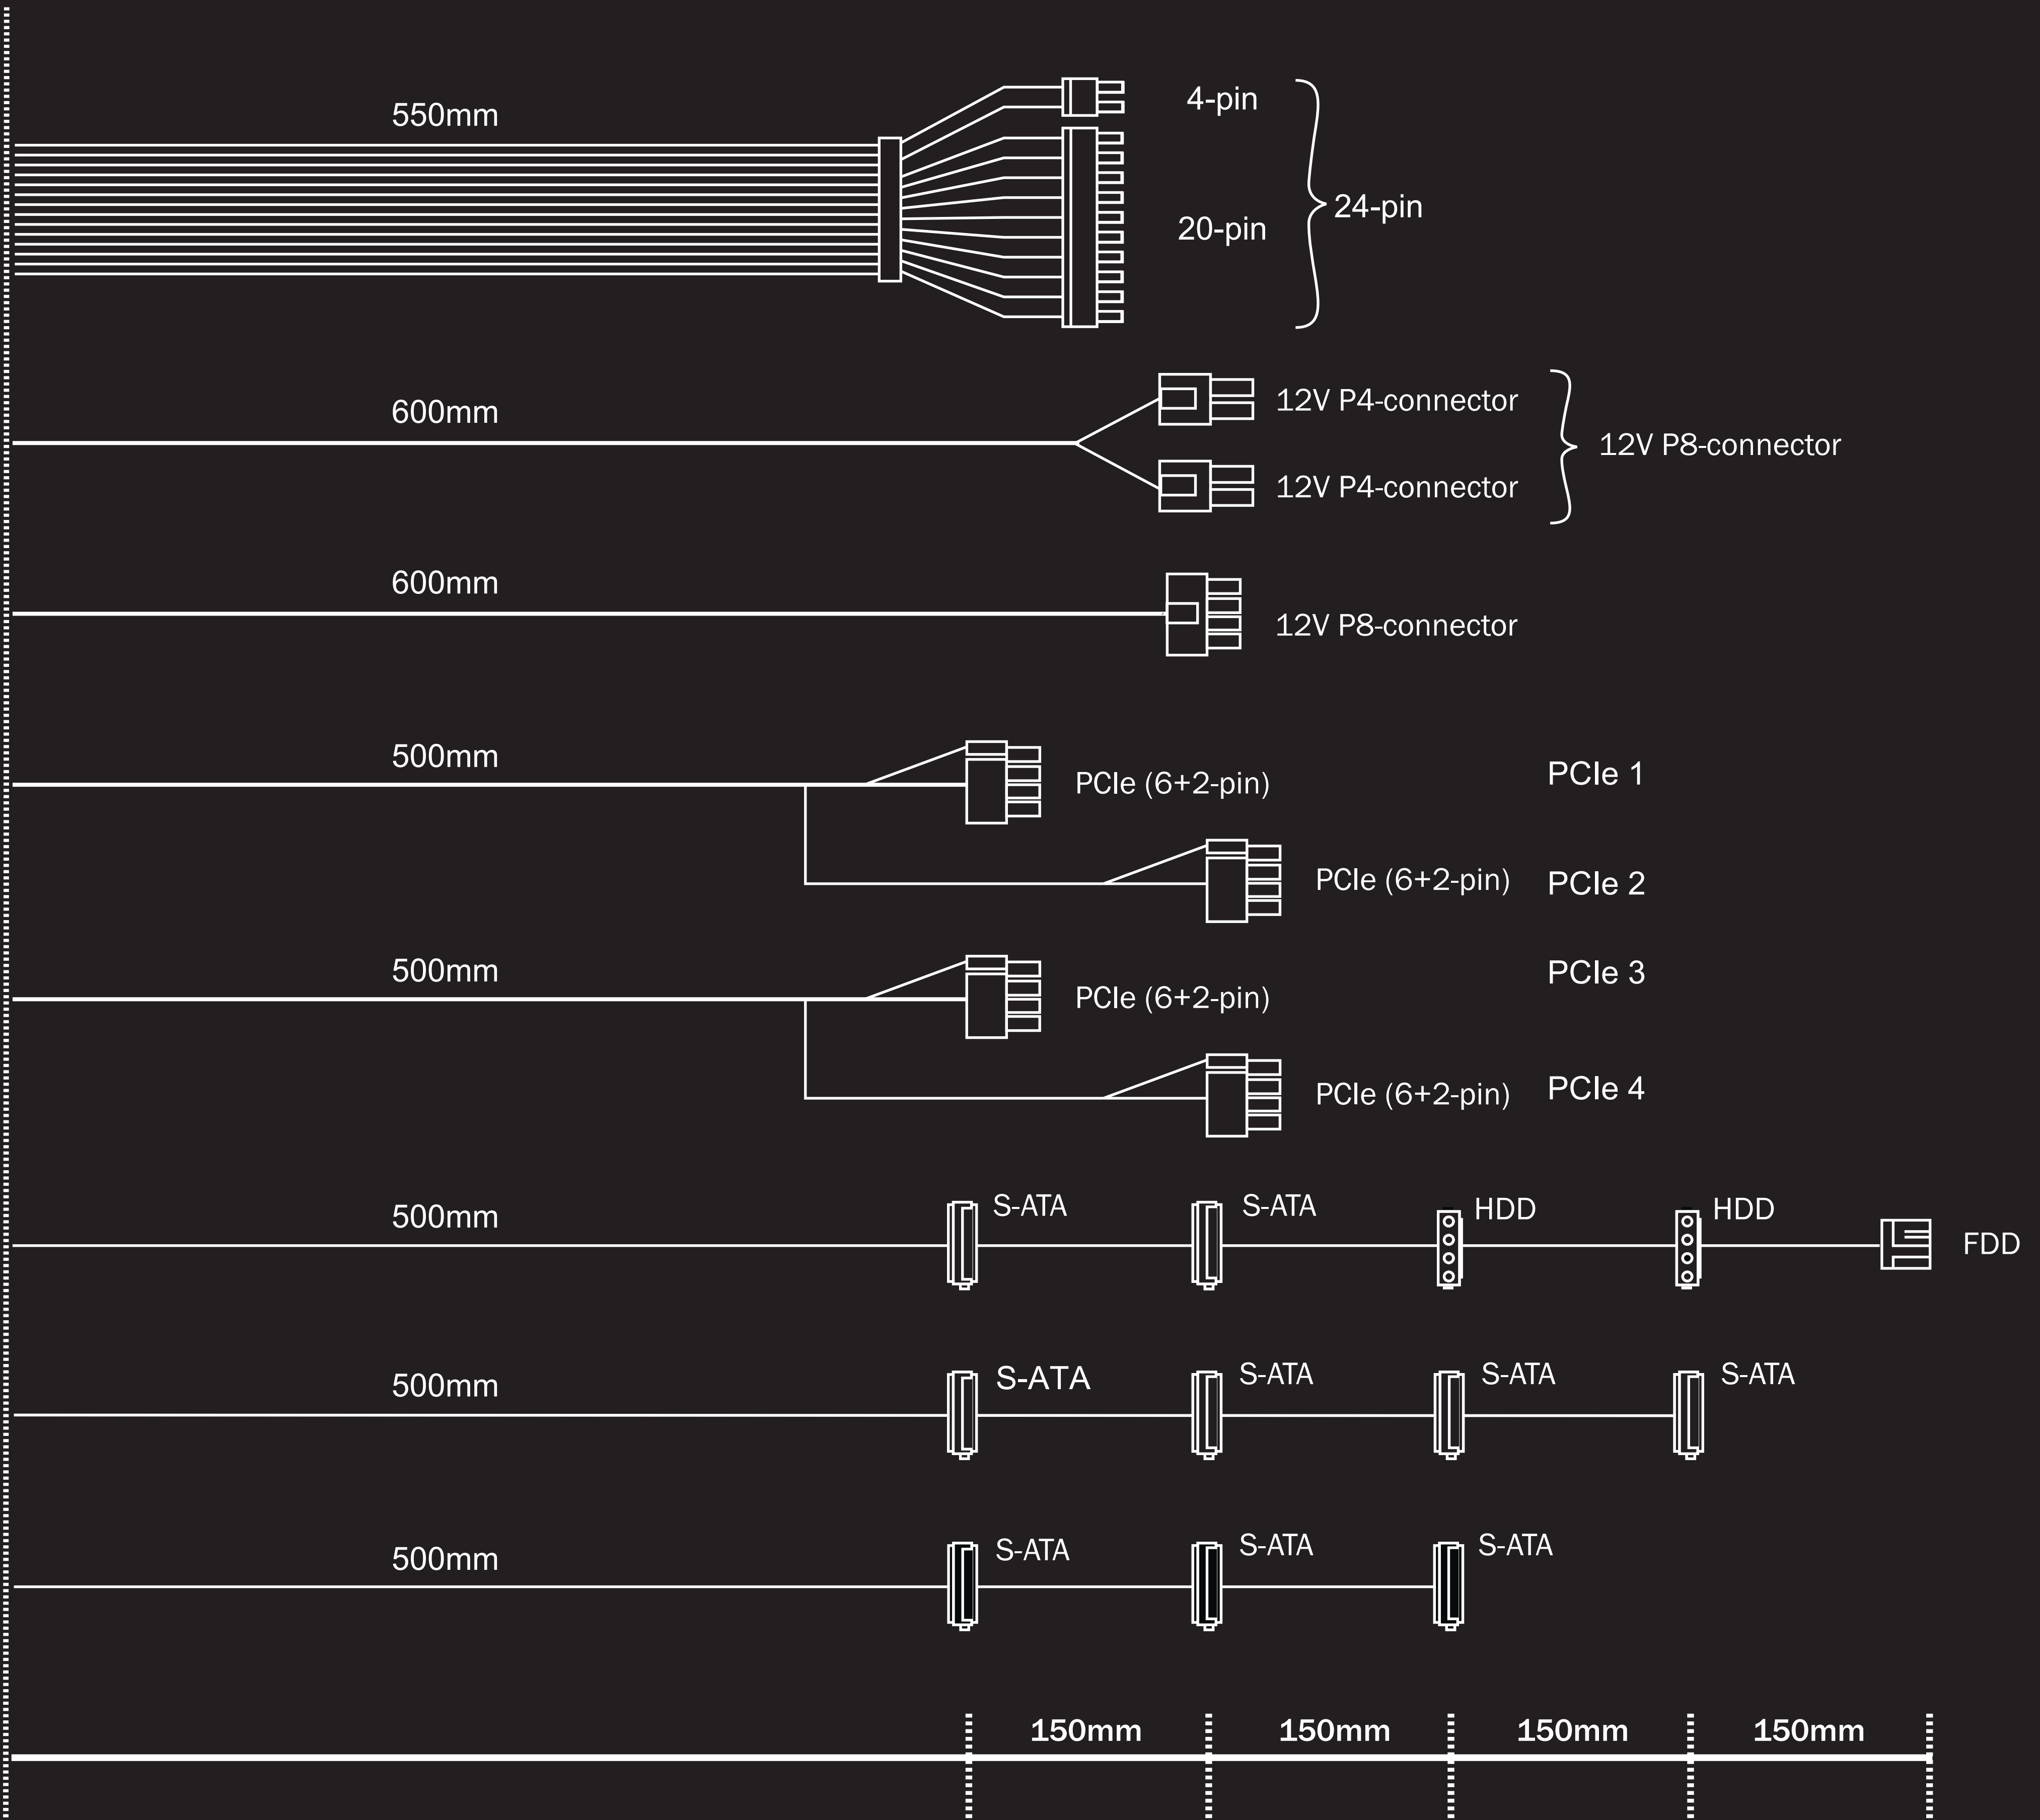 550mm
4-pin
20-pin
24-pin
600mm
12V P4-connector
12V P4-connector
12V P8-connector
600mm
12V P8-connector
500mm
PCIe (6+2-pin)
PCIe 1
PCIe (6+2-pin)
PCIe 2
500mm
PCIe (6+2-pin)
PCIe 3
PCIe (6+2-pin)
PCIe 4
500mm
S-ATA
S-ATA
HDD
HDD
FDD
500mm
S-ATA
S-ATA
S-ATA
S-ATA
500mm
S-ATA
S-ATA
S-ATA
150mm
150mm
150mm
150mm